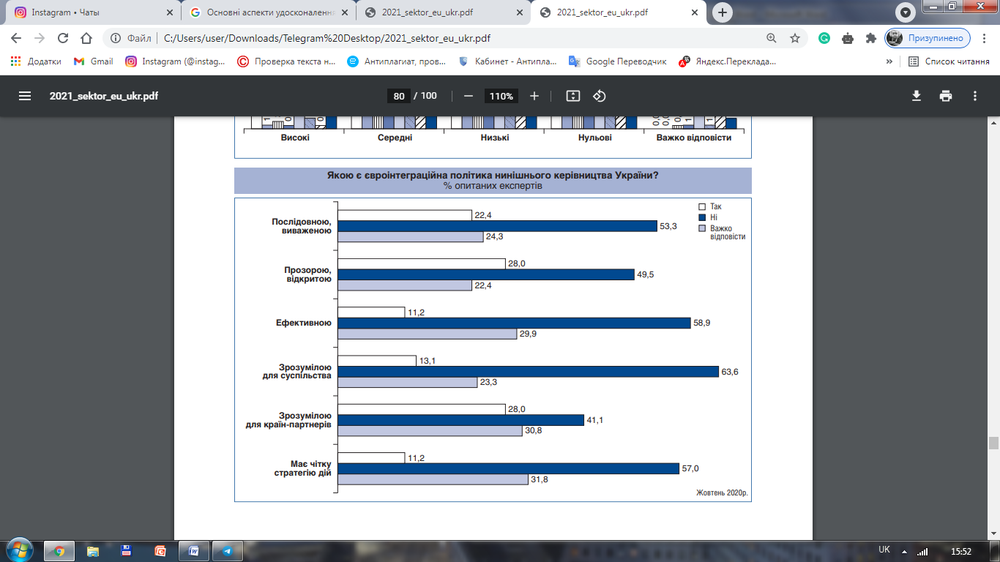 Instagram • Чаты
Основні аспекти удосконалення
2021_sektor_eu_ukr.pdf
2021_sektor_eu_ukr.pdf
Файл
C:/Users/user/Downloads/Telegram%20Desktop/2021_sektor_eu_ukr.pdf
Призупинено
Додатки
Gmail
Instagram (@instag...
Проверка текста н...
Антиплагиат, пров...
Кабинет - Антипла...
Google Переводчик
Яндекс.Переклада...
»
Список читання
2021_sektor_eu_ukr.pdf
80 / 100
110%
Високі
Середні
Низькі
Нульові
Важко відповісти
Якою є євроінтеграційна політика нинішнього керівництва України?
% опитаних експертів
Так
Ні
Важко
відповісти
Послідовною,
виваженою
22,4
53,3
24,3
Прозорою,
відкритою
28,0
49,5
22,4
Ефективною
11,2
58,9
29,9
Зрозумілою
для суспільства
13,1
63,6
23,3
Зрозумілою
для країн-партнерів
28,0
41,1
30,8
Має чітку
стратегію дій
11,2
57,0
31,8
Жовтень 2020р.
UK
15:52